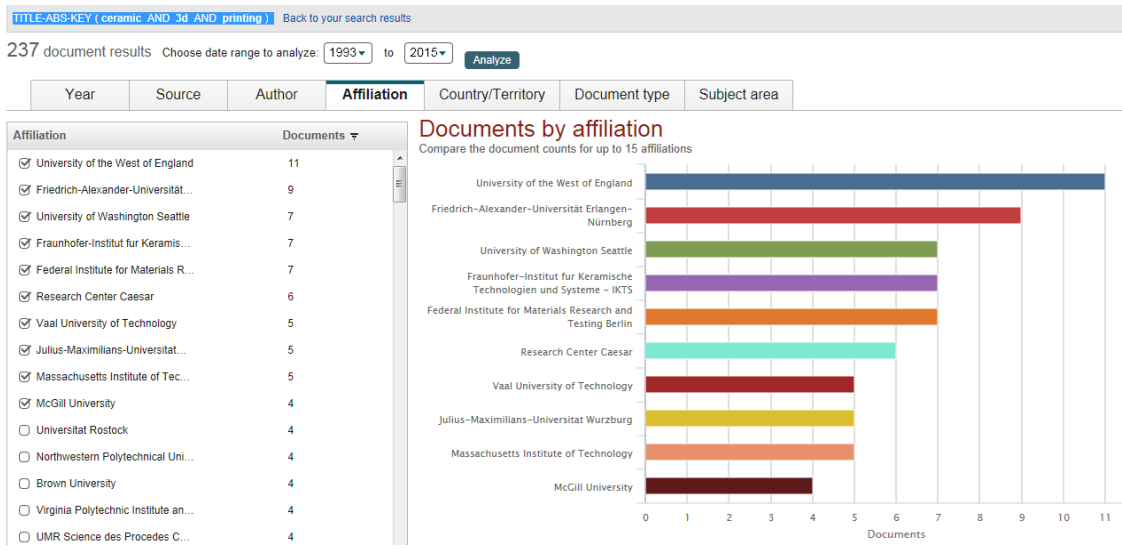 TITLE-ABS-KEY ( ceramic AND 3d AND printing ) Back to your search results
237 document results Choose date range to analyze: 1993 to 2015 Analyze
Year Source Author Affiliation Country/Territory Document type Subject area
Affiliation Documents
University of the West of England 11
Friedrich-Alexander-Universität... 9
University of Washington Seattle 7
Fraunhofer-Institut fur Keramis... 7
Federal Institute for Materials R... 7
Research Center Caesar 6
Vaal University of Technology 5
Julius-Maximilians-Universitat... 5
Massachusetts Institute of Tec... 5
McGill University 4
Universitat Rostock 4
Northwestern Polytechnical Uni... 4
Brown University 4
Virginia Polytechnic Institute an... 4
UMR Science des Procedes C... 4
Documents by affiliation
Compare the document counts for up to 15 affiliations
University of the West of England
Friedrich-Alexander-Universität Erlangen-
Nürnberg
University of Washington Seattle
Fraunhofer-Institut fur Keramische
Technologien und Systeme - IKTS
Federal Institute for Materials Research and
Testing Berlin
Research Center Caesar
Vaal University of Technology
Julius-Maximilians-Universitat Wurzburg
Massachusetts Institute of Technology
McGill University
0 1 2 3 4 5 6 7 8 9 10 11
Documents